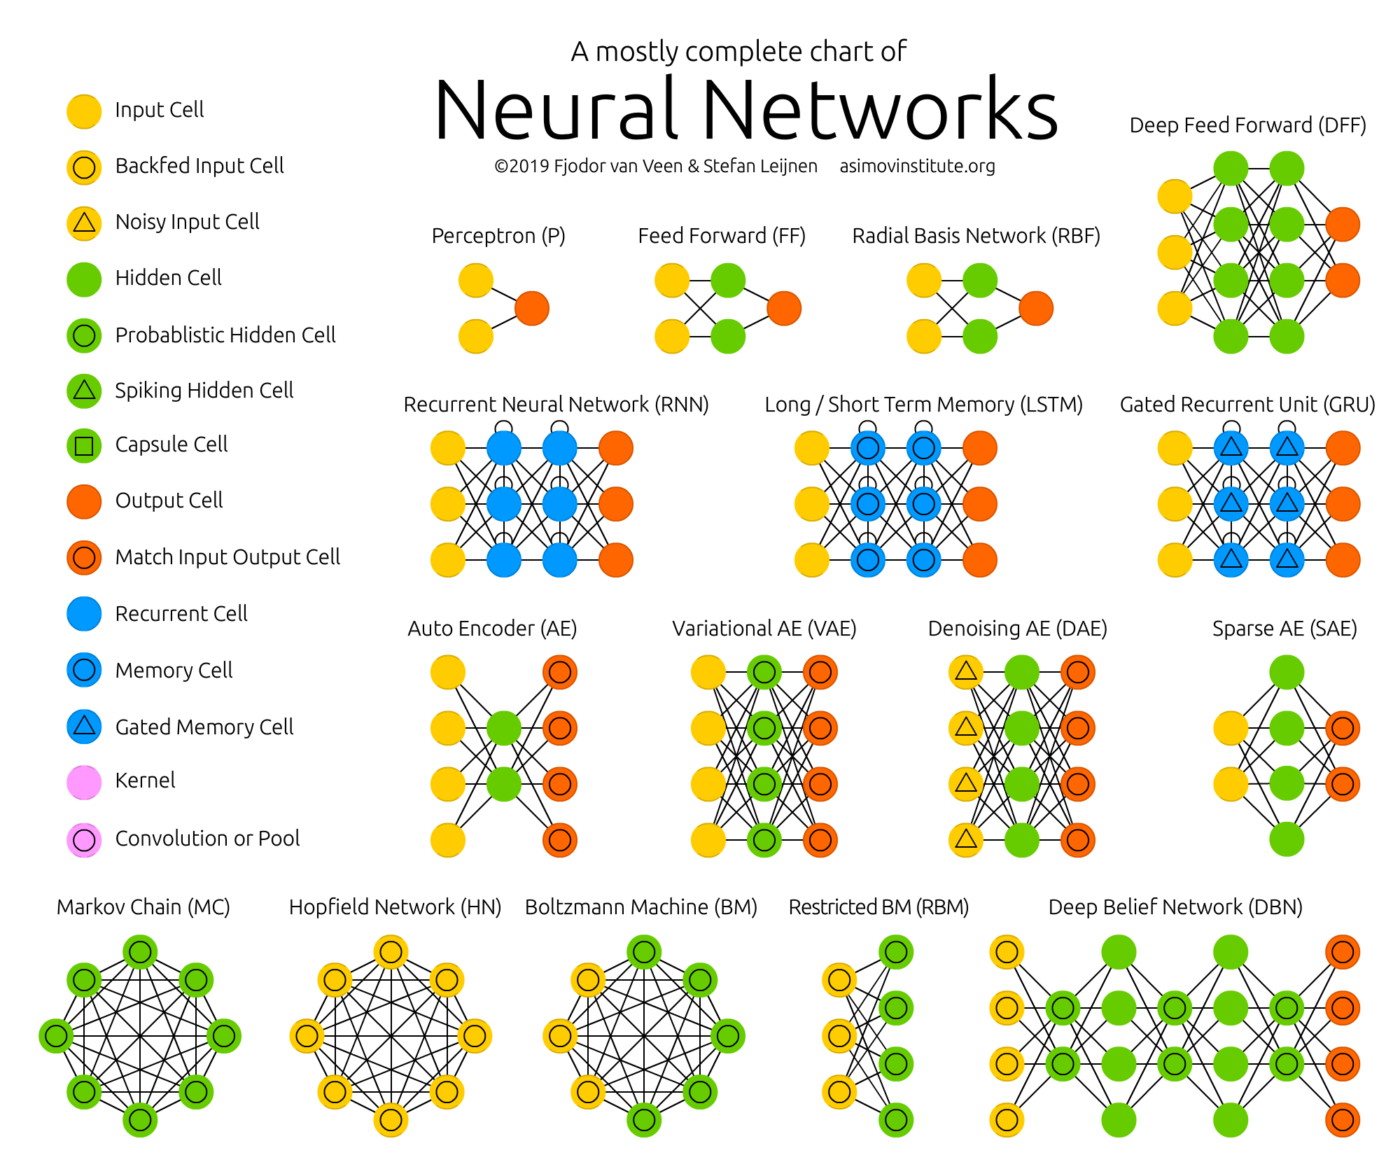 A mostly complete chart of
Neural Networks
©2019 Fjodor van Veen & Stefan Leijnen asimovinstitute.org
Input Cell
Backfed Input Cell
Noisy Input Cell
Hidden Cell
Probablistic Hidden Cell
Spiking Hidden Cell
Capsule Cell
Output Cell
Match Input Output Cell
Recurrent Cell
Memory Cell
Gated Memory Cell
Kernel
Convolution or Pool
Deep Feed Forward (DFF)
Perceptron (P)
Feed Forward (FF)
Radial Basis Network (RBF)
Recurrent Neural Network (RNN)
Long / Short Term Memory (LSTM)
Gated Recurrent Unit (GRU)
Auto Encoder (AE)
Variational AE (VAE)
Denoising AE (DAE)
Sparse AE (SAE)
Markov Chain (MC)
Hopfield Network (HN)
Boltzmann Machine (BM)
Restricted BM (RBM)
Deep Belief Network (DBN)